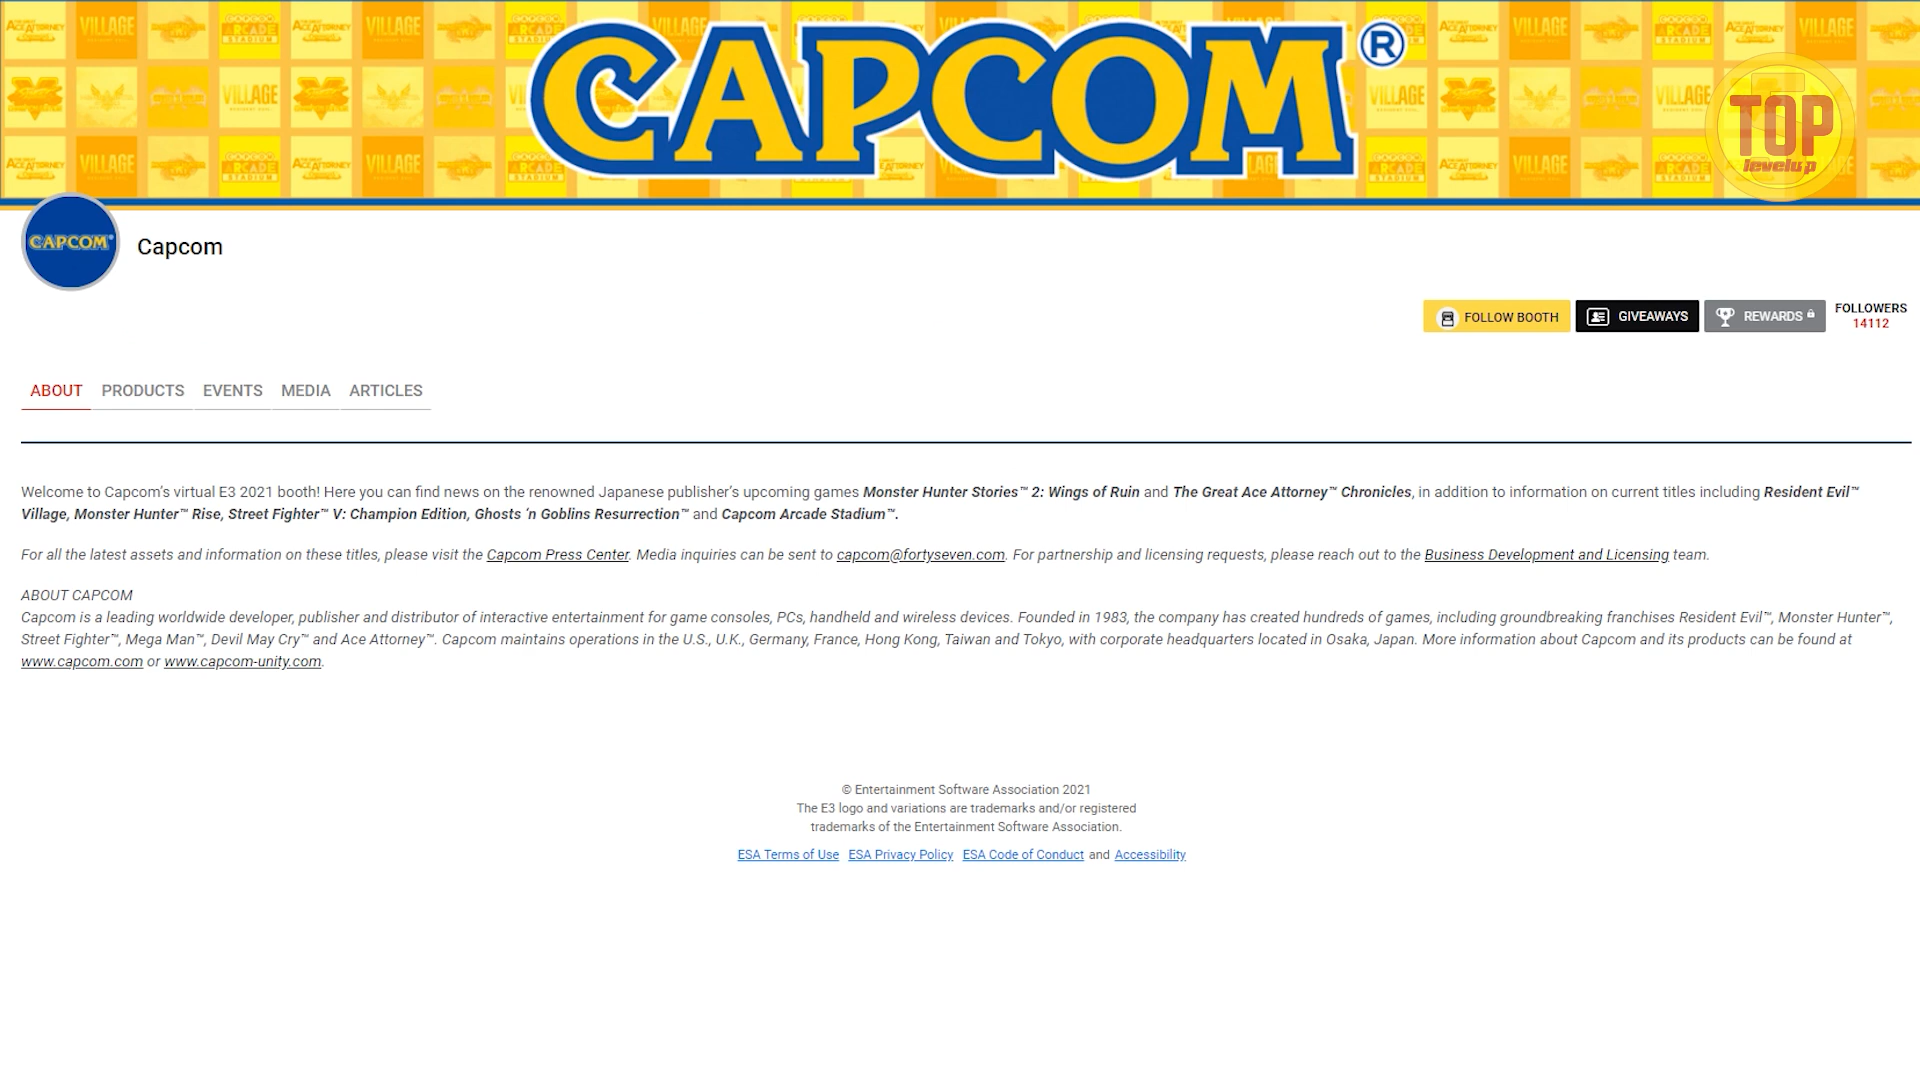 CAPCOM®
TOP
levelup
CAPCOM
Capcom
FOLLOW BOOTH
GIVEAWAYS
REWARDS
FOLLOWERS
14112
ABOUT
PRODUCTS
EVENTS
MEDIA
ARTICLES
Welcome to Capcom’s virtual E3 2021 booth! Here you can find news on the renowned Japanese publisher’s upcoming games Monster Hunter Stories™ 2: Wings of Ruin and The Great Ace Attorney™ Chronicles, in addition to information on current titles including Resident Evil™
Village, Monster Hunter™ Rise, Street Fighter™ V: Champion Edition, Ghosts ‘n Goblins Resurrection™ and Capcom Arcade Stadium™.
For all the latest assets and information on these titles, please visit the Capcom Press Center. Media inquiries can be sent to capcom@fortyseven.com. For partnership and licensing requests, please reach out to the Business Development and Licensing team.
ABOUT CAPCOM
Capcom is a leading worldwide developer, publisher and distributor of interactive entertainment for game consoles, PCs, handheld and wireless devices. Founded in 1983, the company has created hundreds of games, including groundbreaking franchises Resident Evil™, Monster Hunter™,
Street Fighter™, Mega Man™, Devil May Cry™ and Ace Attorney™. Capcom maintains operations in the U.S., U.K., Germany, France, Hong Kong, Taiwan and Tokyo, with corporate headquarters located in Osaka, Japan. More information about Capcom and its products can be found at
www.capcom.com or www.capcom-unity.com.
© Entertainment Software Association 2021
The E3 logo and variations are trademarks and/or registered
trademarks of the Entertainment Software Association.
ESA Terms of Use ESA Privacy Policy ESA Code of Conduct and Accessibility